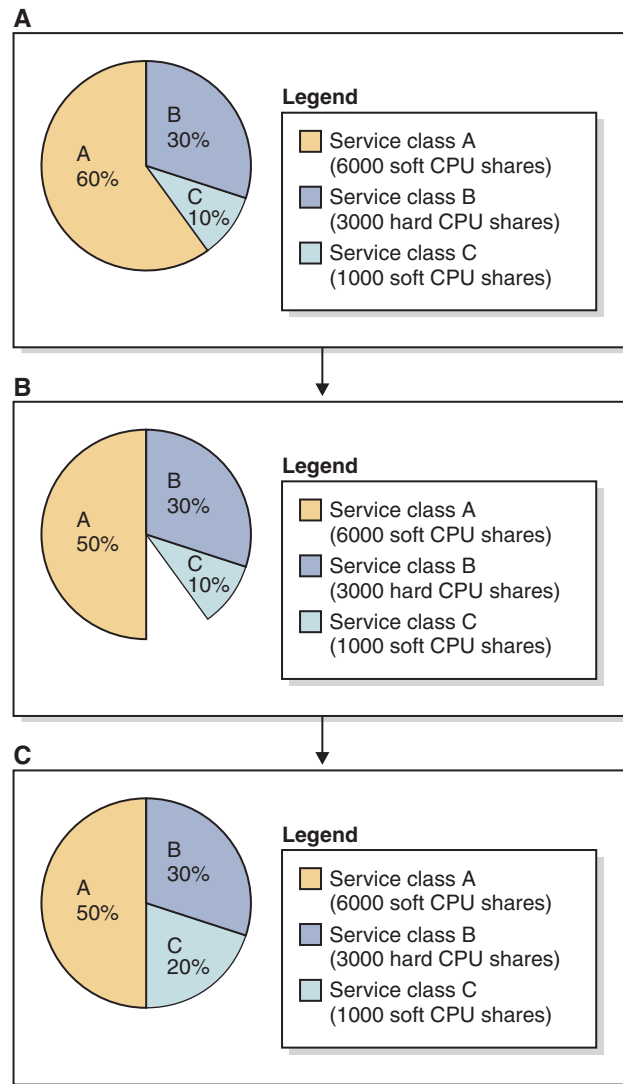 A
A
60%
B
30%
C
10%
Legend
Service class A
(6000 soft CPU shares)
Service class B
(3000 hard CPU shares)
Service class C
(1000 soft CPU shares)
B
A
50%
B
30%
C
10%
Legend
Service class A
(6000 soft CPU shares)
Service class B
(3000 hard CPU shares)
Service class C
(1000 soft CPU shares)
C
A
50%
B
30%
C
20%
Legend
Service class A
(6000 soft CPU shares)
Service class B
(3000 hard CPU shares)
Service class C
(1000 soft CPU shares)